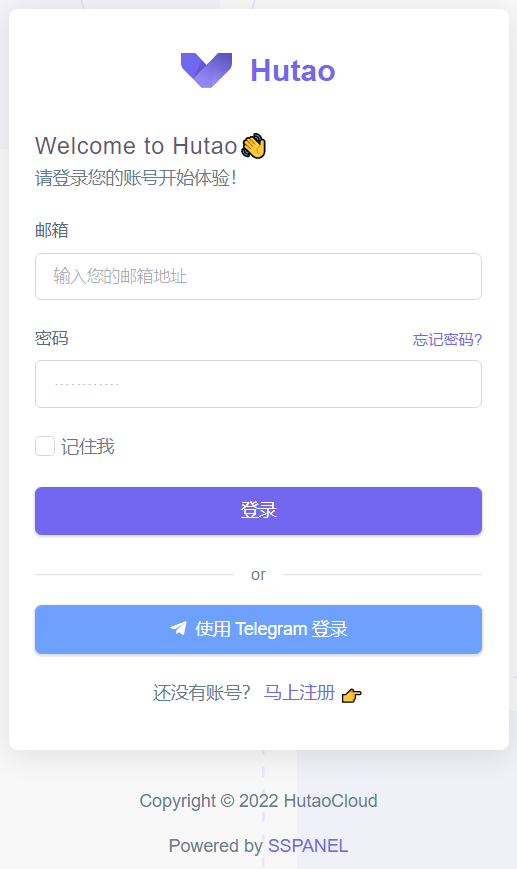 Hutao
Welcome to Hutao👋
请登录您的账号开始体验!
邮箱
输入您的邮箱地址
密码 忘记密码?
············
记住我
登录
or
使用 Telegram 登录
还没有账号? 马上注册 👉
Copyright © 2022 HutaoCloud
Powered by SSPANEL